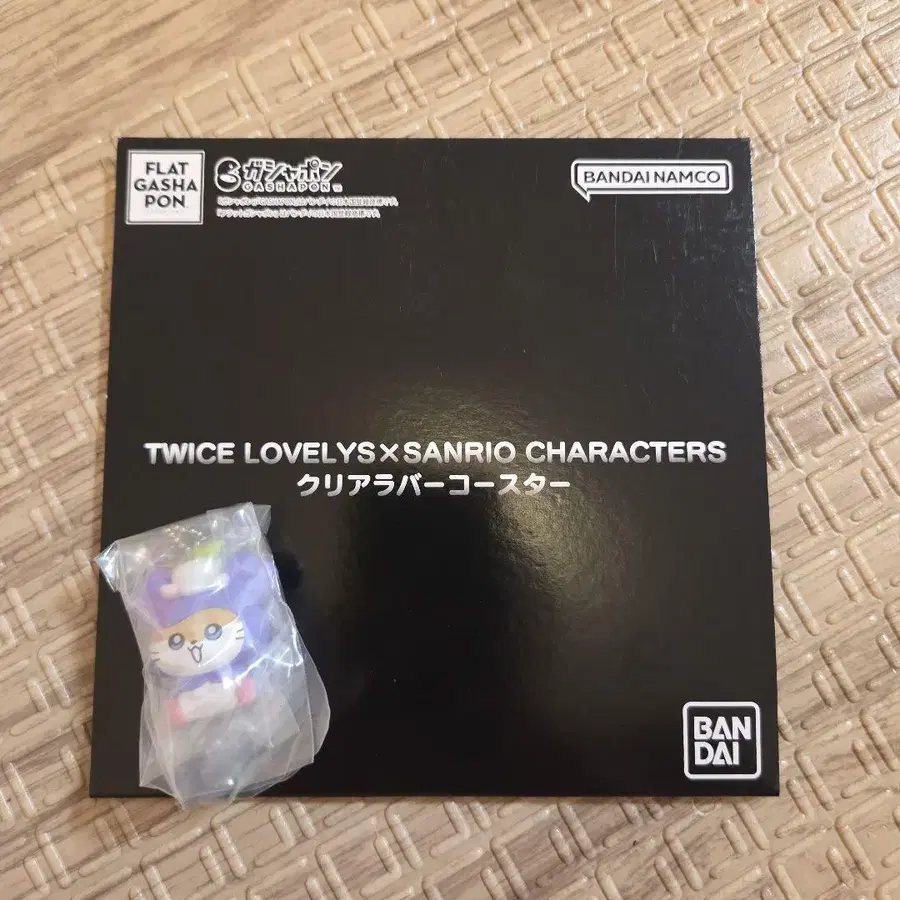 FLAT
GASHA
PON
ガシャポン
GASHAPON
BANDAI NAMCO
TWICE LOVELYS×SANRIO CHARACTERS
クリアラバーコースター
BAN
DAI